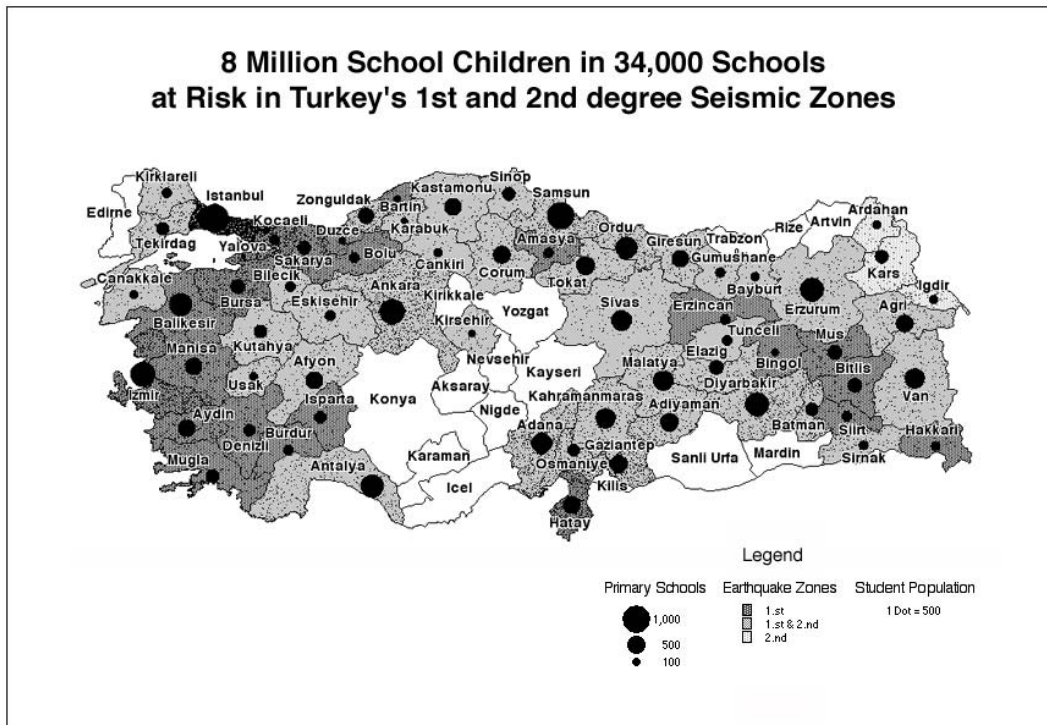 8 Million School Children in 34,000 Schools
at Risk in Turkey's 1st and 2nd degree Seismic Zones
Kirklareli
Edirne
Istanbul
Tekirdag
Kocaeli
Yalova
Sakarya
Duzce
Zonguldak
Bartin
Karabuk
Kastamonu
Sinop
Samsun
Bolu
Cankiri
Corum
Amasya
Ordu
Tokat
Giresun
Trabzon
Rize
Artvin
Ardahan
Gumushane
Bayburt
Kars
Igdir
Canakkale
Bursa
Bilecik
Eskisehir
Ankara
Kirikkale
Kirsehir
Yozgat
Sivas
Erzincan
Erzurum
Agri
Balikesir
Kutahya
Manisa
Usak
Afyon
Izmir
Aydin
Denizli
Isparta
Burdur
Mugla
Antalya
Konya
Aksaray
Nevsehir
Nigde
Kayseri
Karaman
Icel
Kahramanmaras
Adana
Osmaniye
Gaziantep
Kilis
Hatay
Malatya
Adiyaman
Elazig
Tunceli
Bingol
Mus
Bitlis
Diyarbakir
Batman
Siirt
Van
Hakkari
Sirnak
Mardin
Sanli Urfa
Legend
Primary Schools
1,000
500
100
Earthquake Zones
1.st
1.st & 2.nd
2.nd
Student Population
1 Dot = 500